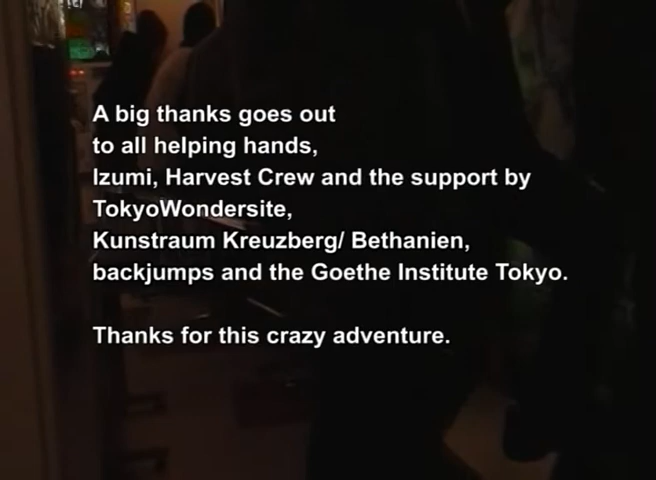 A big thanks goes out
to all helping hands,
Izumi, Harvest Crew and the support by
TokyoWondersite,
Kunstraum Kreuzberg/ Bethanien,
backjumps and the Goethe Institute Tokyo.
Thanks for this crazy adventure.